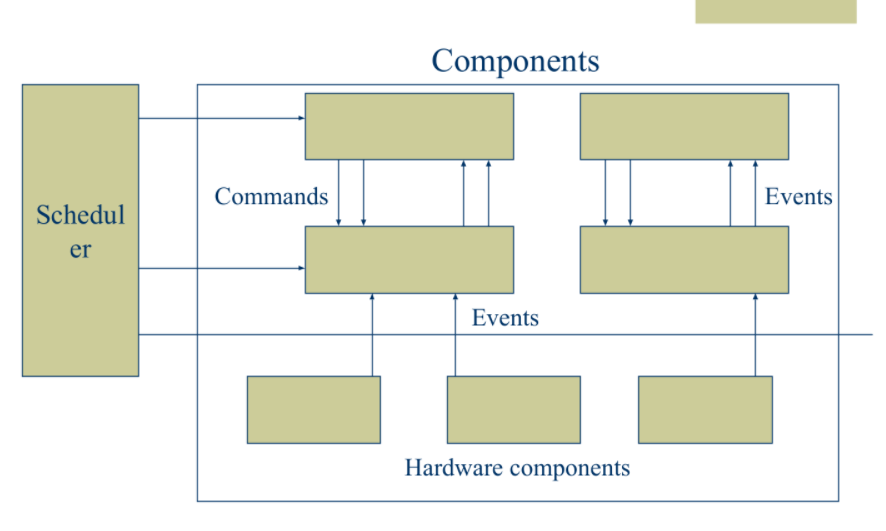 Components
Commands
Events
Schedul
er
Events
Hardware components